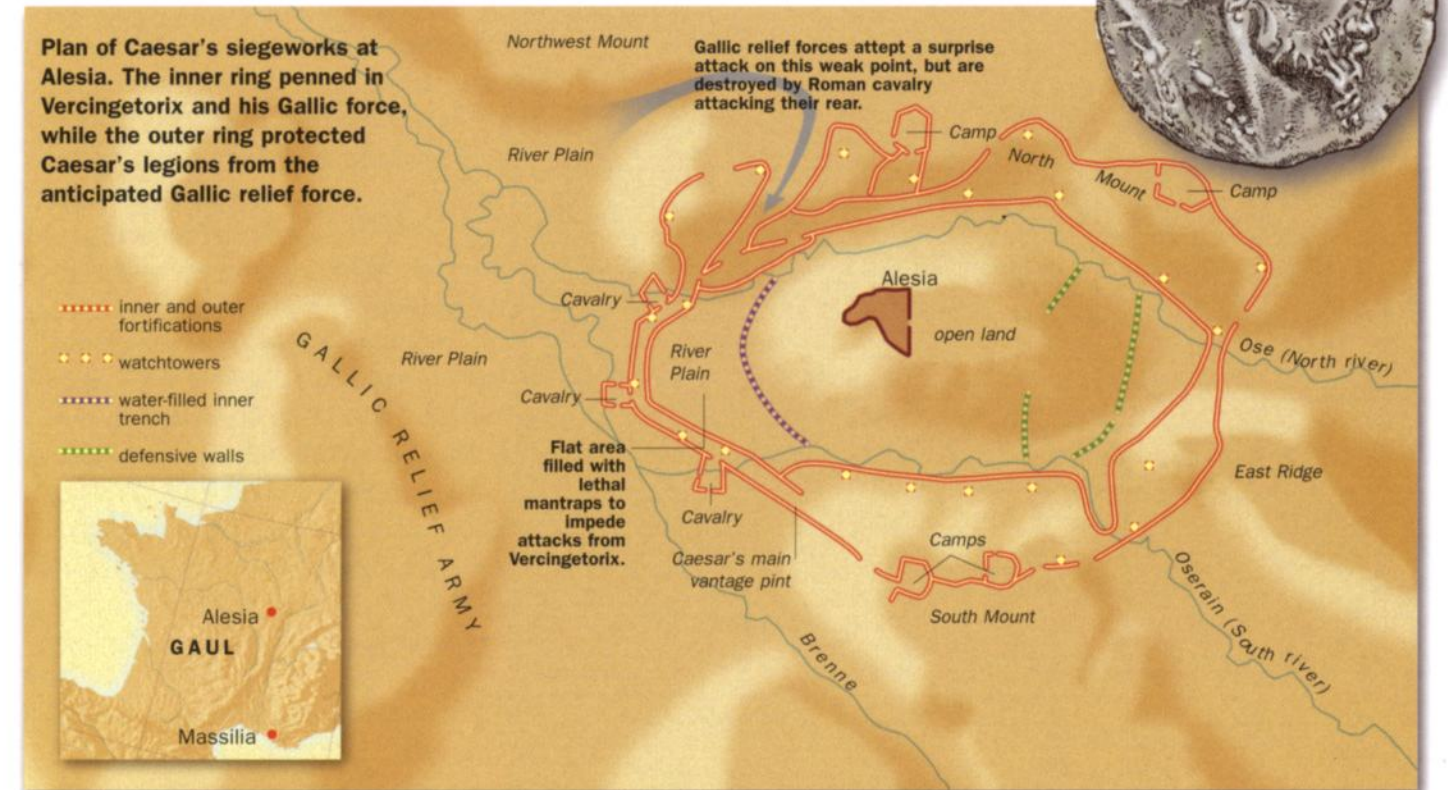 Plan of Caesar's siegeworks at
Alesia. The inner ring penned in
Vercingetorix and his Gallic force,
while the outer ring protected
Caesar's legions from the
anticipated Gallic relief force.
Northwest Mount
Gallic relief forces attept a surprise
attack on this weak point, but are
destroyed by Roman cavalry
attacking their rear.
River Plain
Camp
North
Mount
Camp
inner and outer
fortifications
watchtowers
water-filled inner
trench
defensive walls
GALLIC RELIEF ARMY
River Plain
Cavalry
Cavalry
River
Plain
Alesia
open land
Ose (North river)
Flat area
filled with
lethal
mantraps to
impede
attacks from
Vercingetorix.
Cavalry
Caesar's main
vantage pint
Camps
South Mount
East Ridge
Oserain (South river)
Brenne
Alesia
GAUL
Massilia